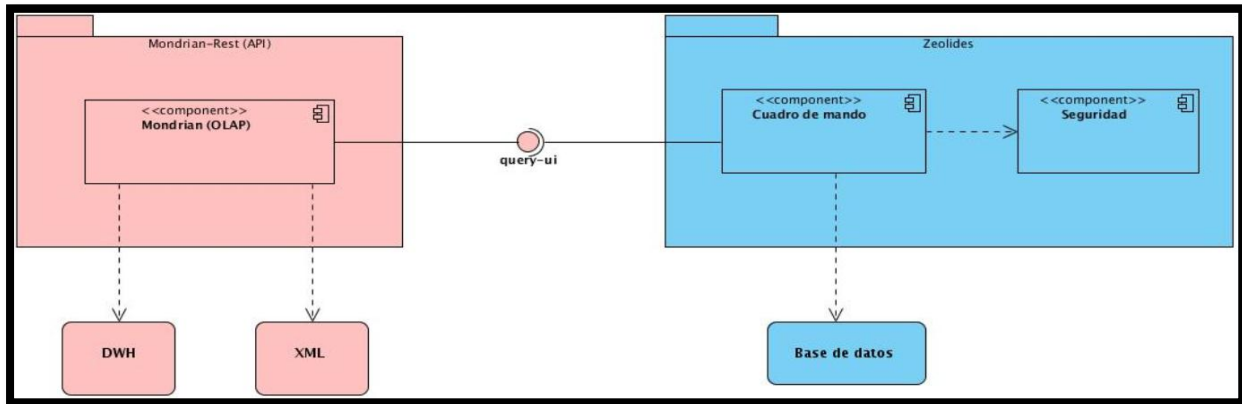 Mondrian-Rest (API)
<<component>>
Mondrian (OLAP)
query-ui
Zeolides
<<component>>
Cuadro de mando
<<component>>
Seguridad
DWH
XML
Base de datos